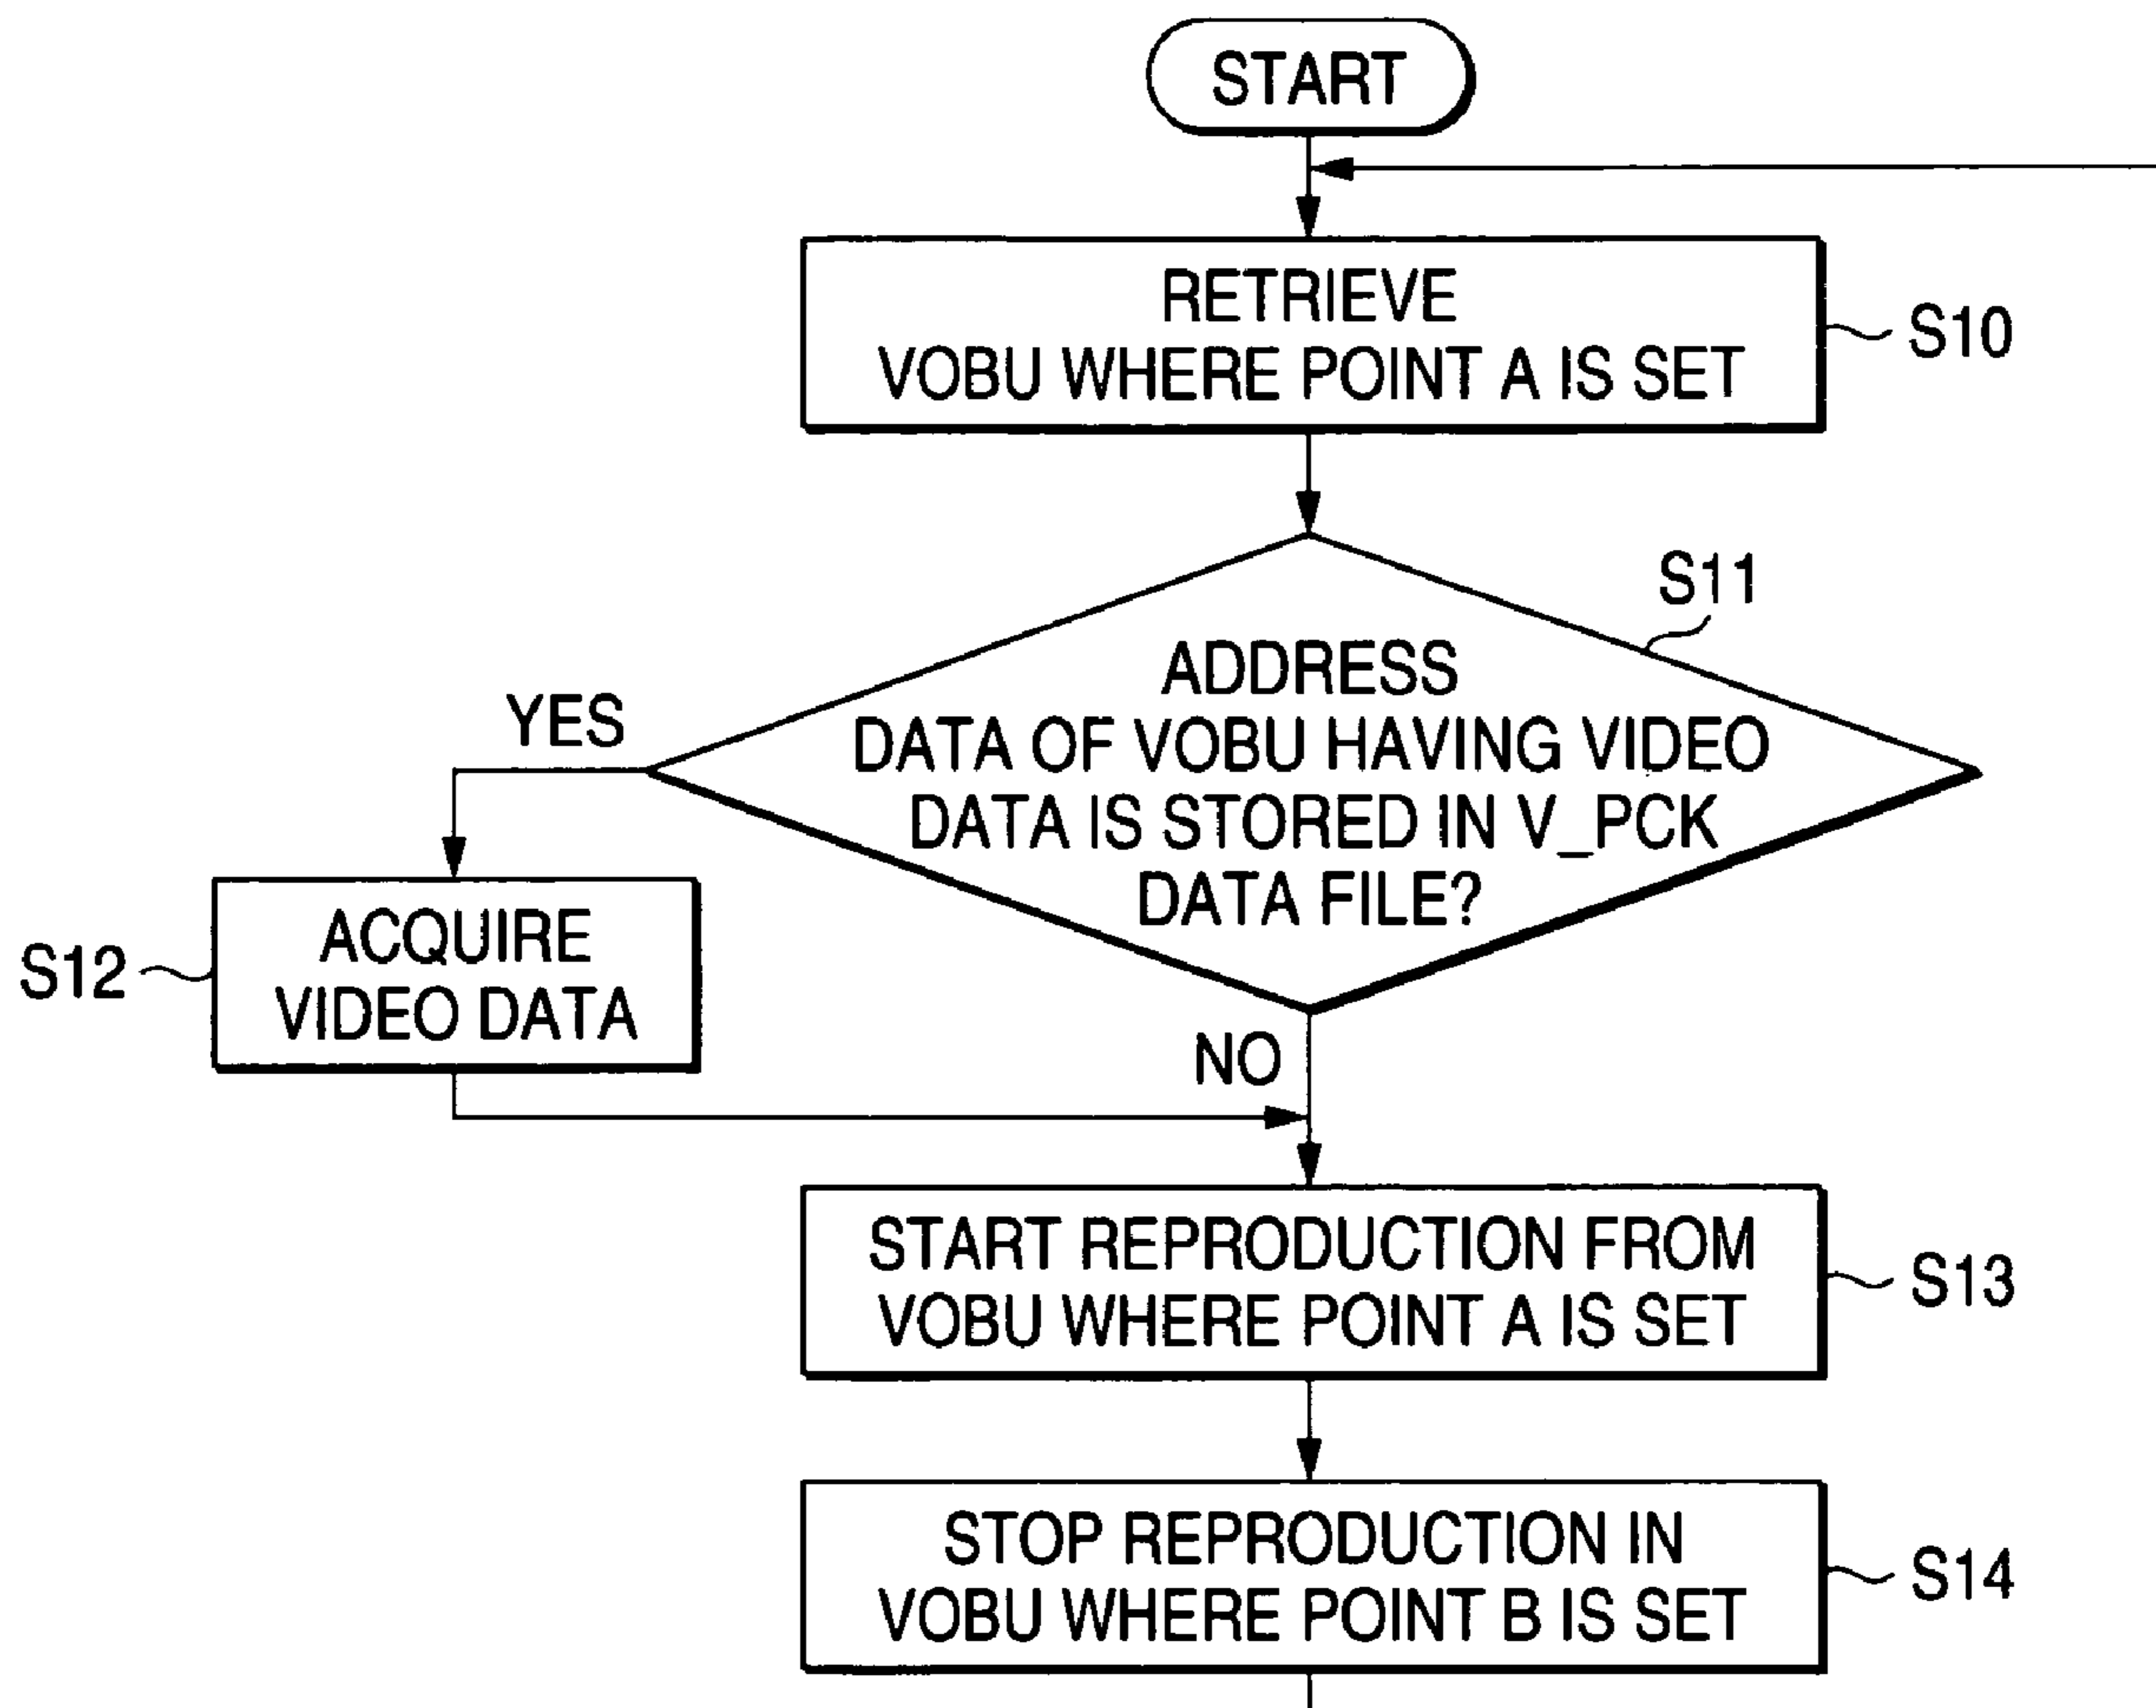 START
RETRIEVE
VOBU WHERE POINT A IS SET
S10
S11
ADDRESS
DATA OF VOBU HAVING VIDEO
DATA IS STORED IN V_PCK
DATA FILE?
YES
ACQUIRE
VIDEO DATA
S12
NO
START REPRODUCTION FROM
VOBU WHERE POINT A IS SET
S13
STOP REPRODUCTION IN
VOBU WHERE POINT B IS SET
S14